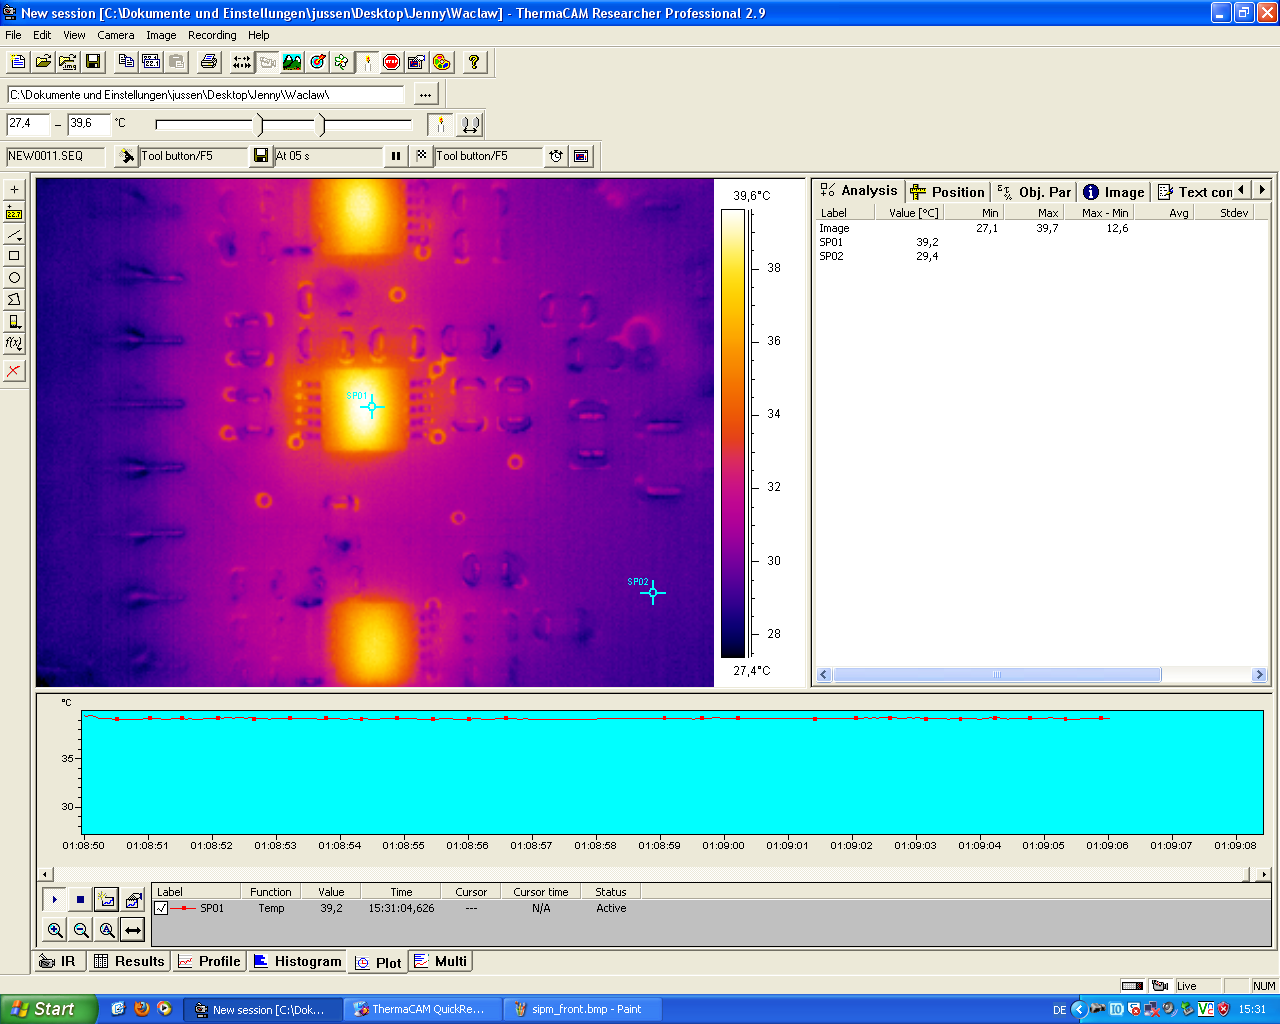 New session [C:\Dokumente und Einstellungen\jussen\Desktop\Jenny\Waclaw] - ThermaCAM Researcher Professional 2.9
File Edit View Camera Image Recording Help
C:\Dokumente und Einstellungen\jussen\Desktop\Jenny\Waclaw\ ...
27,4 – 39,6 °C
NEW0011.SEQ Tool button/F5 At 05 s Tool button/F5
22.7
f(x)
SP01
SP02
39,6°C
38
36
34
32
30
28
27,4°C
Analysis Position Obj. Par Image Text con
Label Value [°C] Min Max Max - Min Avg Stdev
Image 27,1 39,7 12,6
SP01 39,2
SP02 29,4
°C
35
30
01:08:50 01:08:51 01:08:52 01:08:53 01:08:54 01:08:55 01:08:56 01:08:57 01:08:58 01:08:59 01:09:00 01:09:01 01:09:02 01:09:03 01:09:04 01:09:05 01:09:06 01:09:07 01:09:08
Label Function Value Time Cursor Cursor time Status
SP01 Temp 39,2 15:31:04,626 --- N/A Active
IR Results Profile Histogram Plot Multi
Live NUM
Start New session [C:\Dok... ThermaCAM QuickRe... sipm_front.bmp - Paint DE 15:31